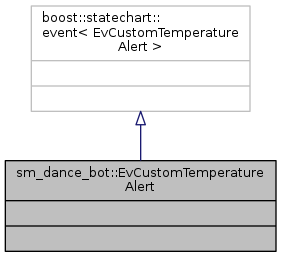 boost::statechart::
event< EvCustomTemperature
Alert >
sm_dance_bot::EvCustomTemperature
Alert